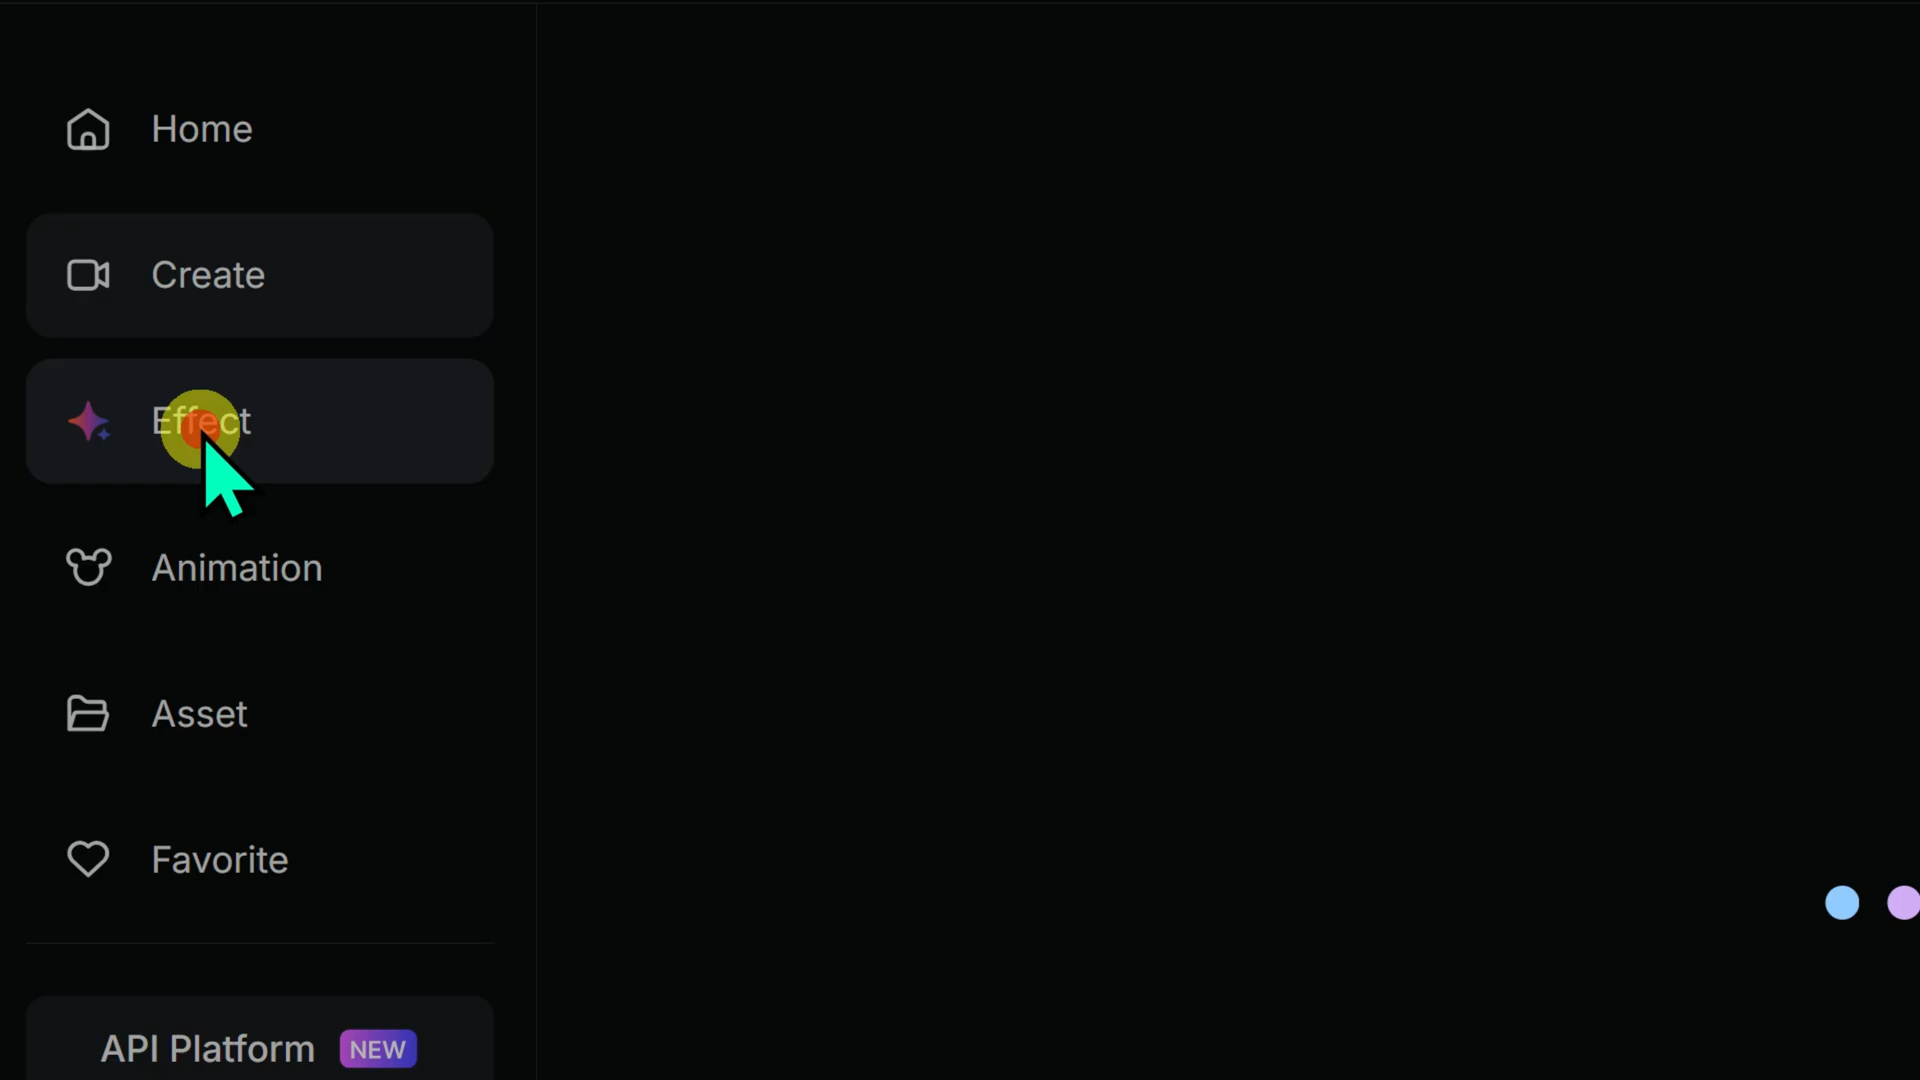 Home
Create
Effect
Animation
Asset
Favorite
API Platform NEW